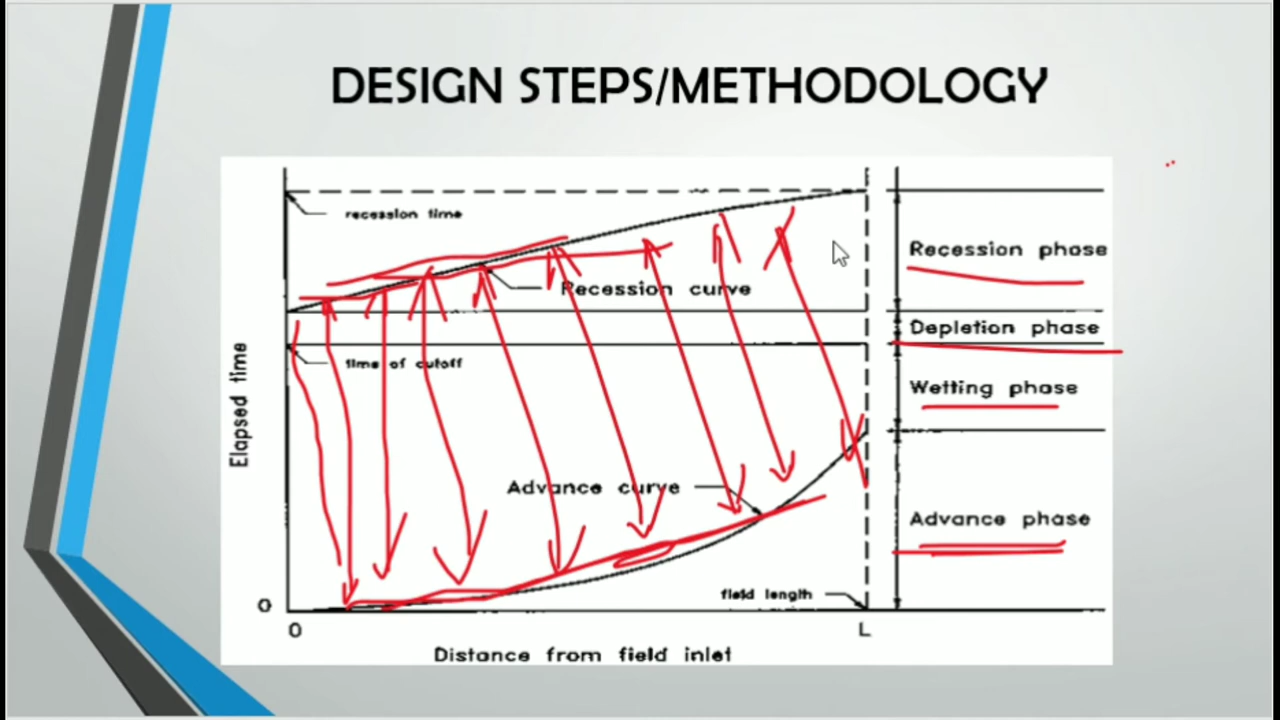 DESIGN STEPS/METHODOLOGY
recession time
Recession phase
Recession curve
Depletion phase
time of cutoff
Wetting phase
Elapsed time
Advance curve
Advance phase
field length
0
0
L
Distance from field inlet